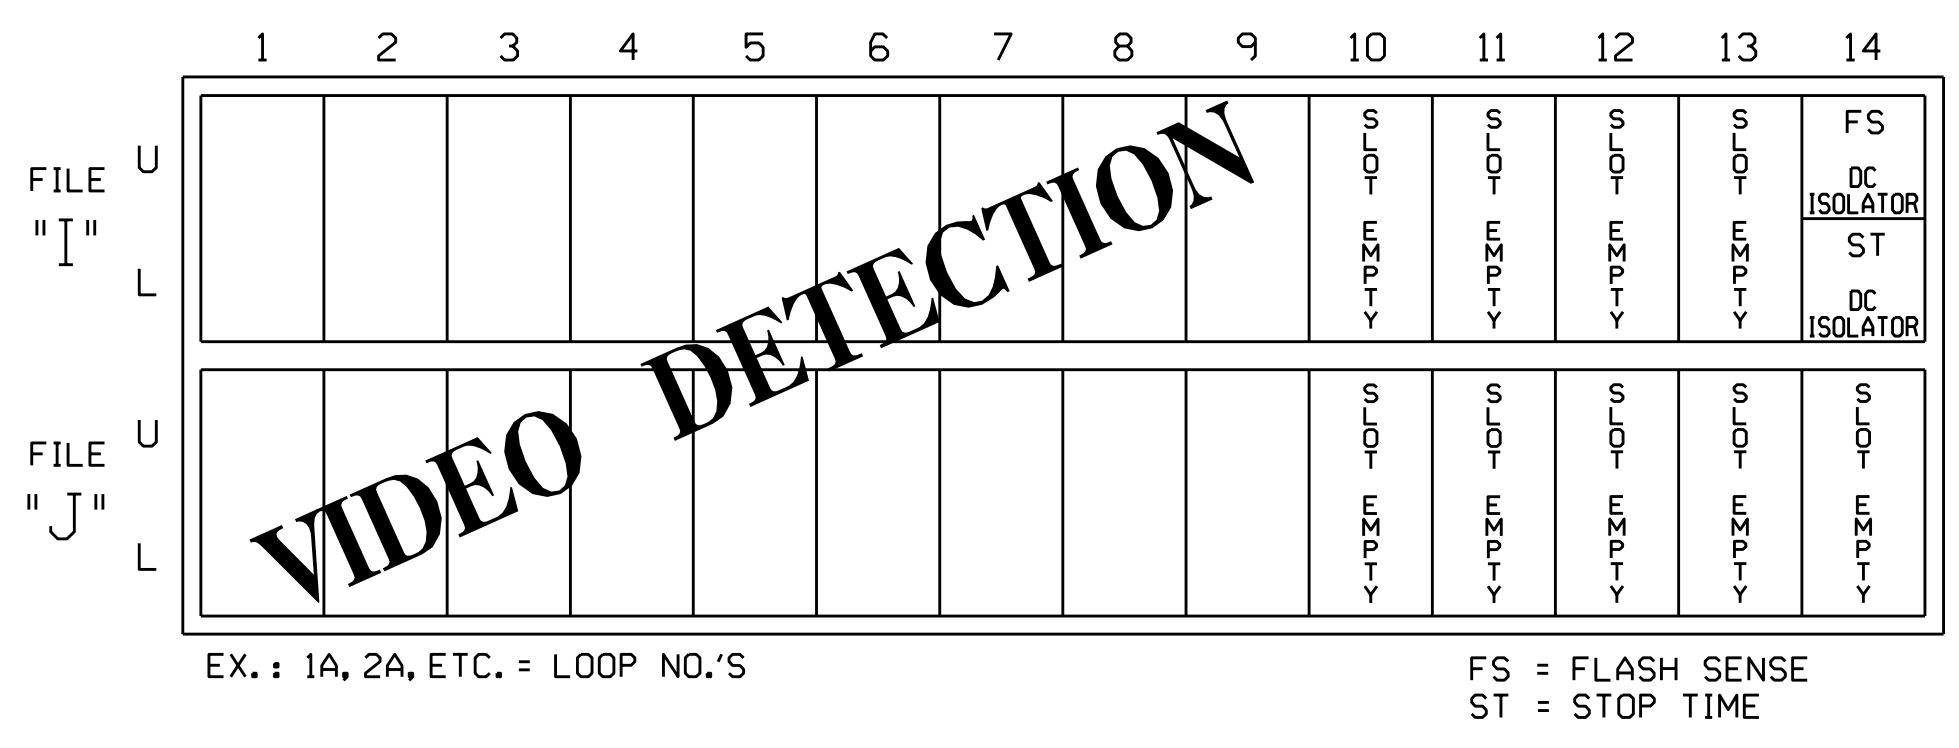 1 2 3 4 5 6 7 8 9 10 11 12 13 14
FILE "I"
U
L
SLOT EMPTY
SLOT EMPTY
SLOT EMPTY
SLOT EMPTY
FS
DC
ISOLATOR
ST
DC
ISOLATOR
VIDEO DETECTION
FILE "J"
U
L
SLOT EMPTY
SLOT EMPTY
SLOT EMPTY
SLOT EMPTY
SLOT EMPTY
EX.: 1A, 2A, ETC. = LOOP NO.'S
FS = FLASH SENSE
ST = STOP TIME